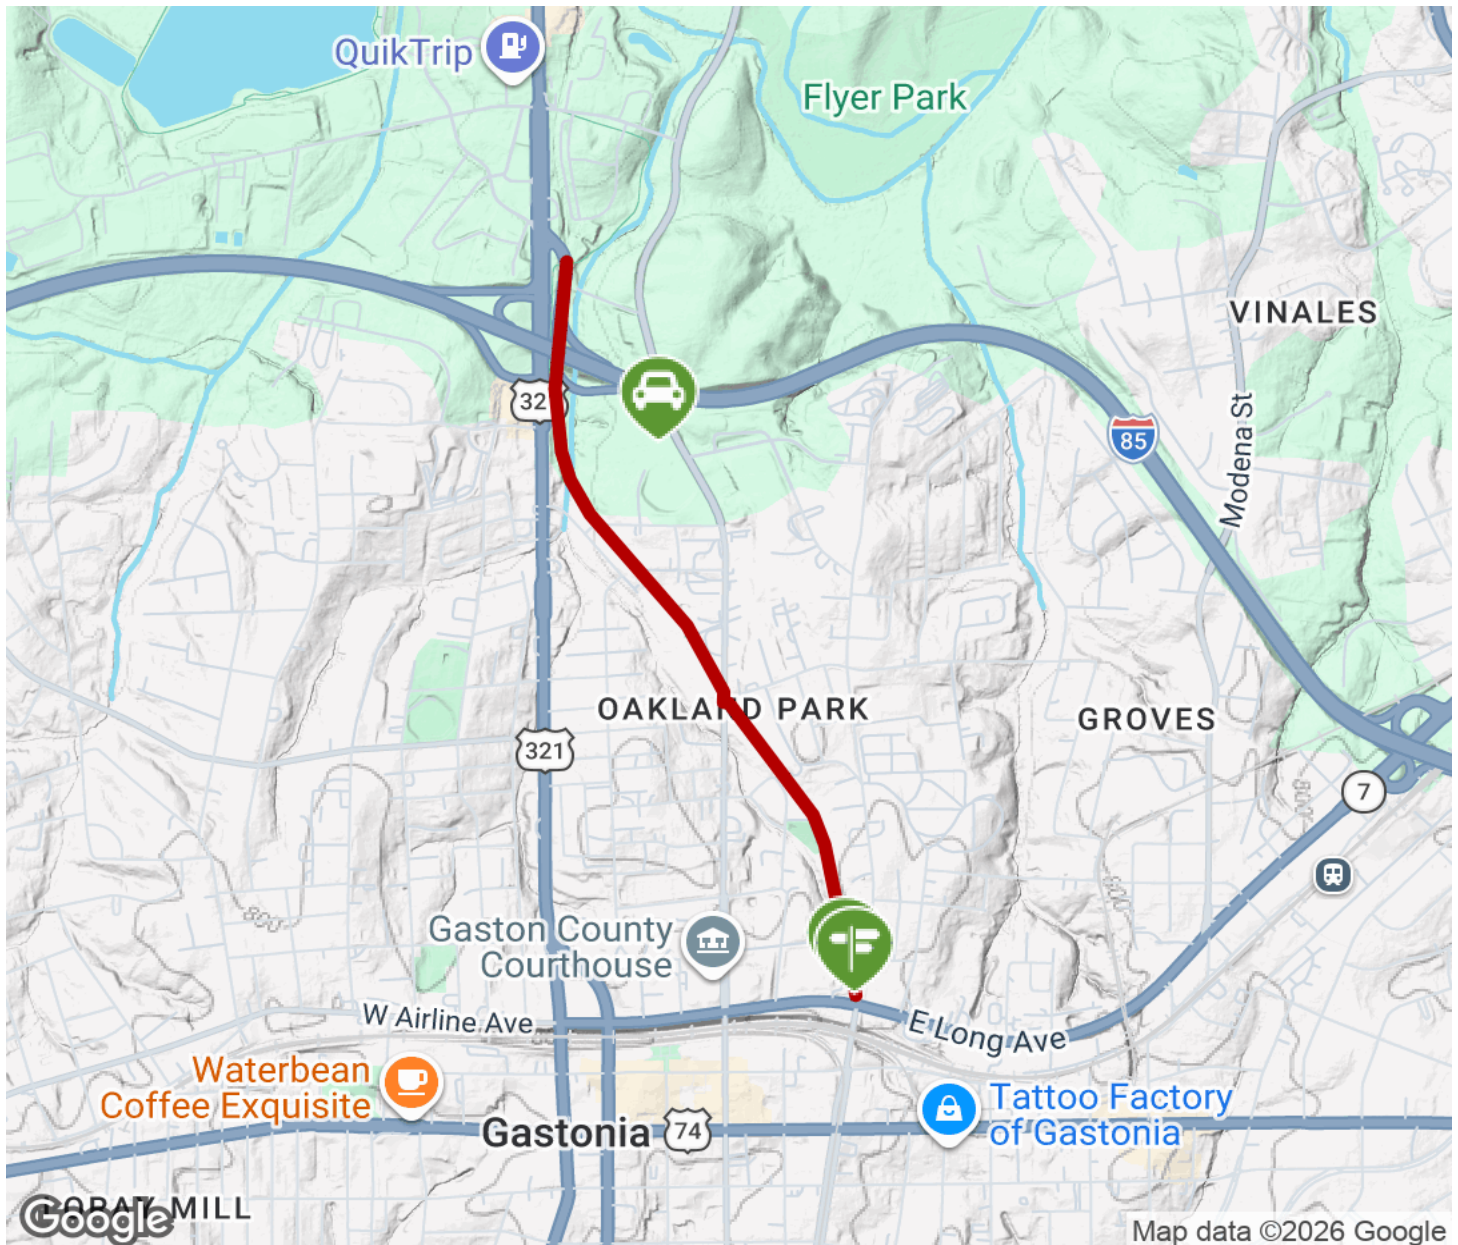 QuikTrip
Flyer Park
VINALES
32
85
Modena St
OAKLAND PARK
GROVES
321
7
Gaston County
Courthouse
W Airline Ave
E Long Ave
Waterbean
Coffee Exquisite
Tattoo Factory
of Gastonia
Gastonia
74
LORAY MILL
Google
Map data ©2026 Google